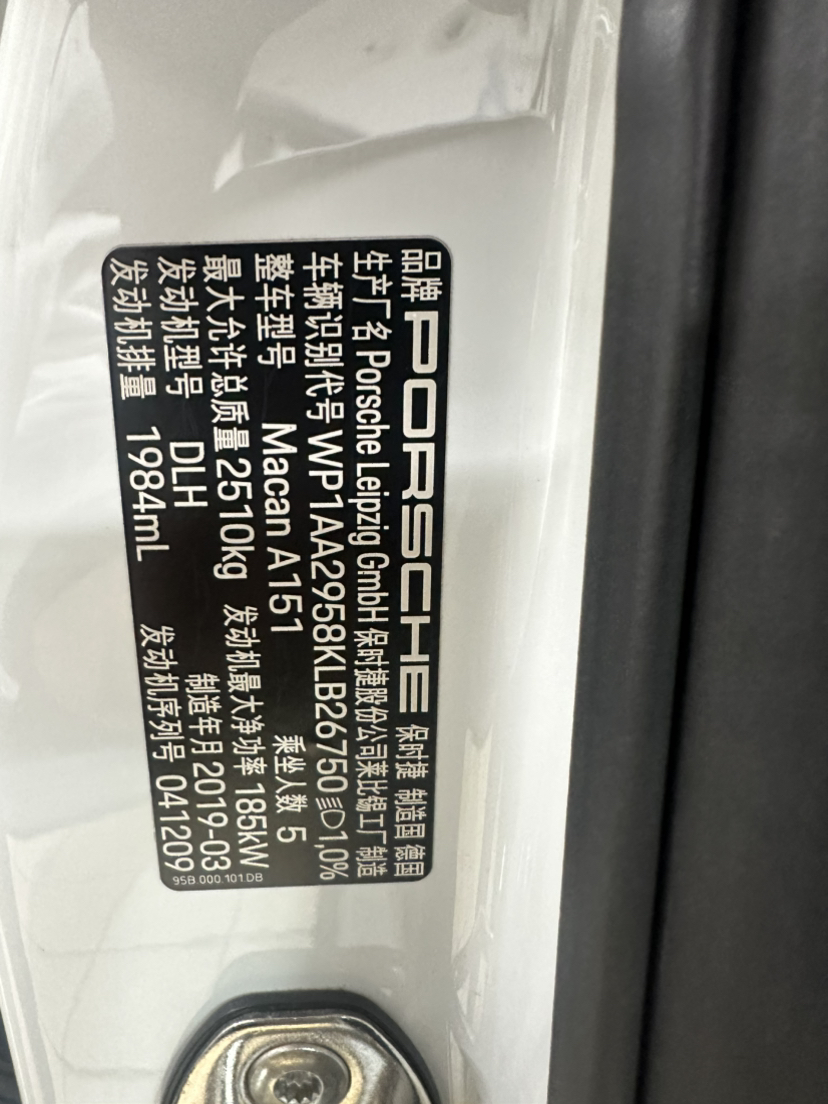 品牌 PORSCHE 保时捷 制造国 德国
生产厂名 Porsche Leipzig GmbH 保时捷股份公司莱比锡工厂制造
车辆识别代号 WP1AA2958KLB26750 1,0%
整车型号 Macan A151 乘坐人数 5
最大允许总质量 2510kg 发动机最大净功率 185kW
发动机型号 DLH 制造年月 2019-03
发动机排量 1984mL 发动机序列号 041209
95B 000.101.DB